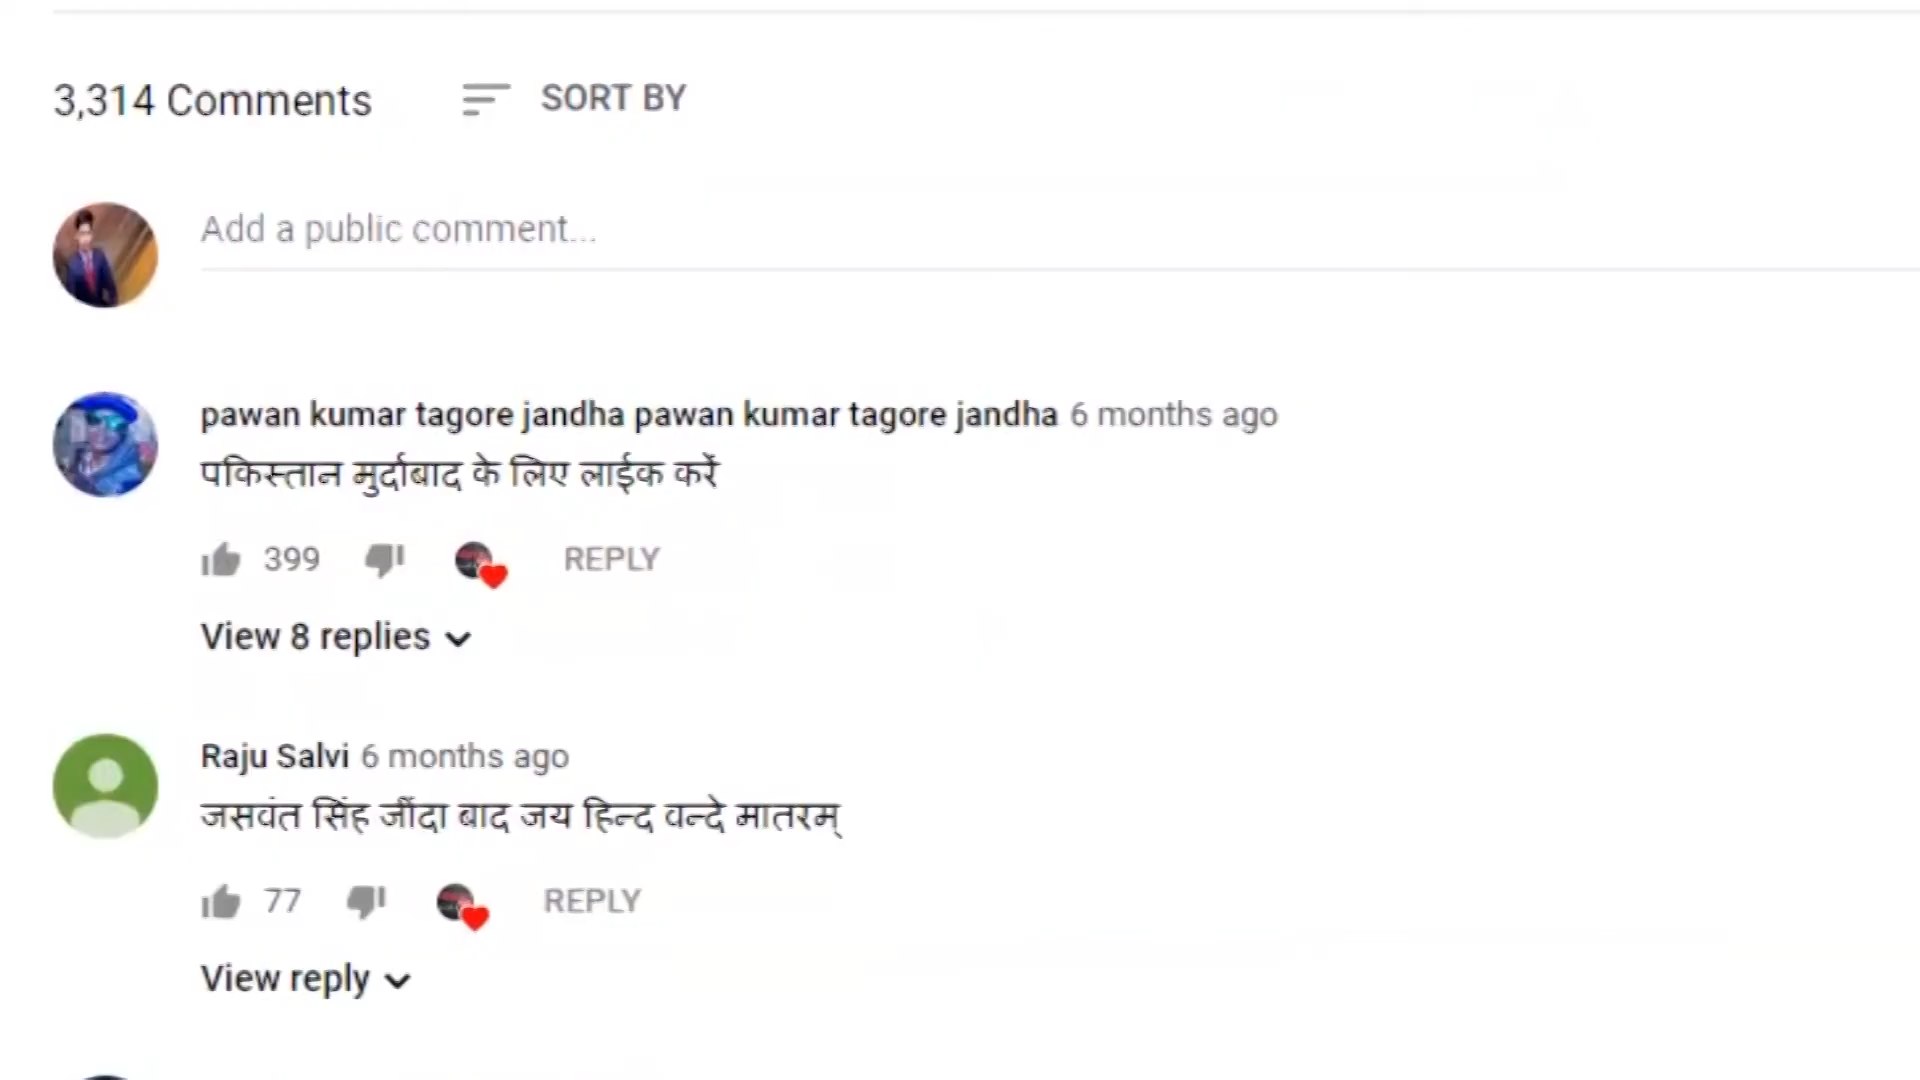 3,314 Comments SORT BY
Add a public comment...
pawan kumar tagore jandha pawan kumar tagore jandha 6 months ago
पकिस्तान मुर्दाबाद के लिए लाईक करें
399 REPLY
View 8 replies
Raju Salvi 6 months ago
जसवंत सिंह जींदा बाद जय हिन्द वन्दे मातरम्
77 REPLY
View reply